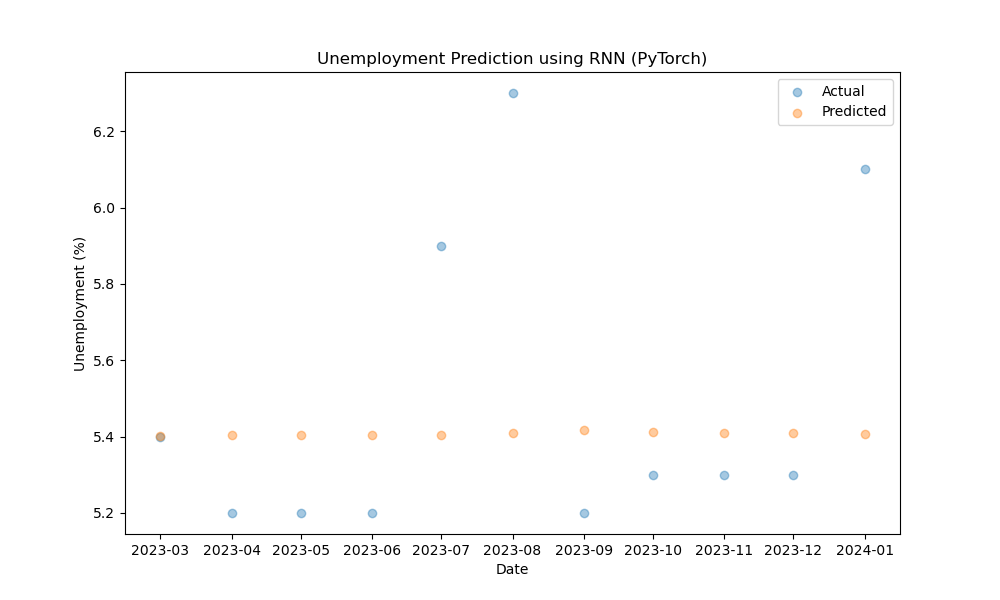 Unemployment Prediction using RNN (PyTorch)
Actual
Predicted
6.2
6.0
5.8
5.6
5.4
5.2
Unemployment (%)
2023-03 2023-04 2023-05 2023-06 2023-07 2023-08 2023-09 2023-10 2023-11 2023-12 2024-01
Date